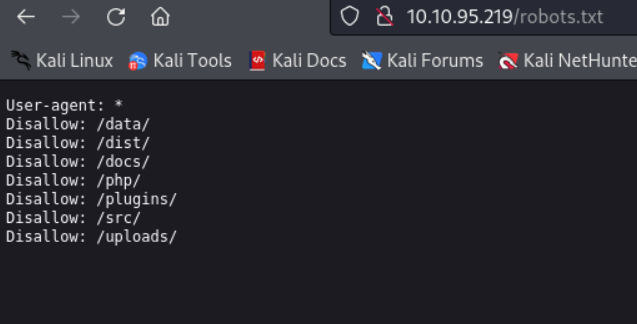 10.10.95.219/robots.txt
Kali Linux Kali Tools Kali Docs Kali Forums Kali NetHunte
User-agent: *
Disallow: /data/
Disallow: /dist/
Disallow: /docs/
Disallow: /php/
Disallow: /plugins/
Disallow: /src/
Disallow: /uploads/